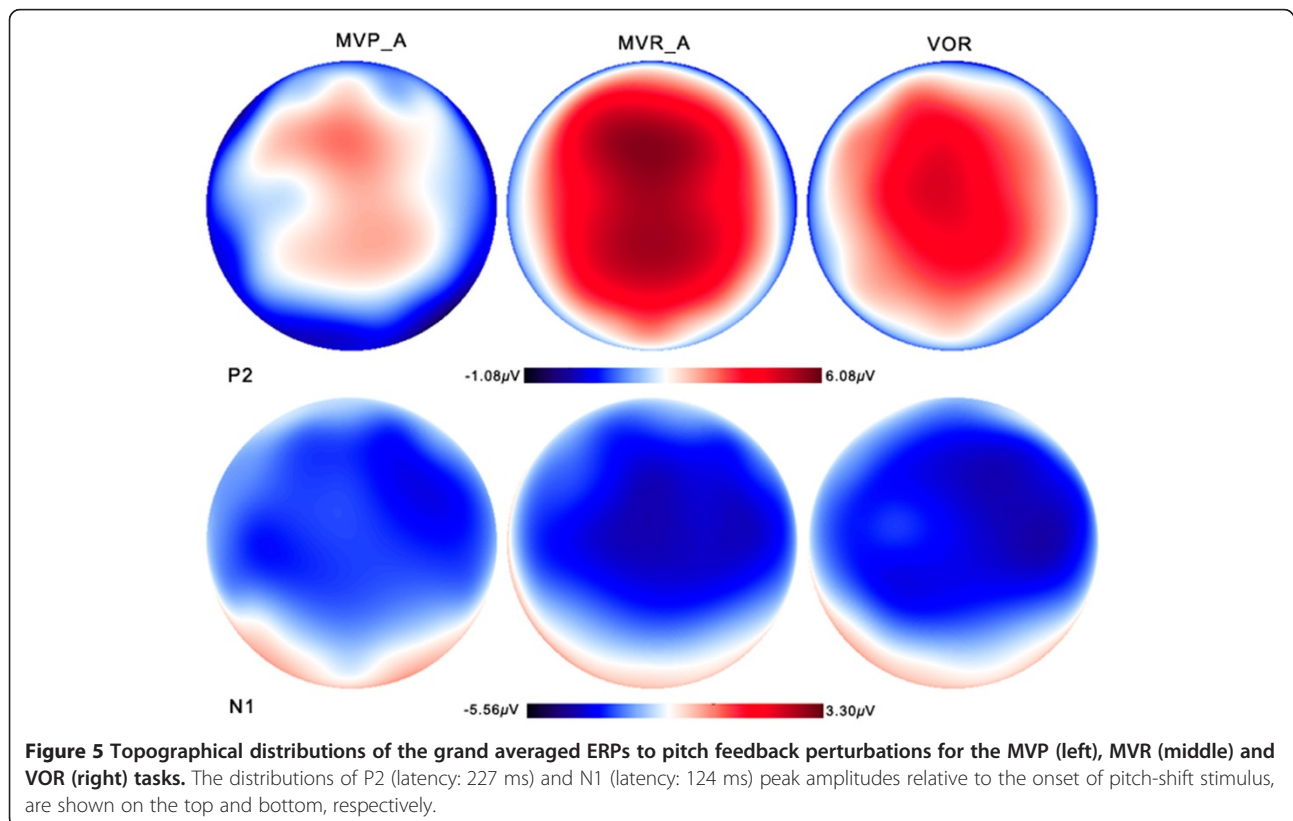 MVP_A MVR_A VOR
P2 -1.08µV 6.08µV
N1 -5.56µV 3.30µV
Figure 5 Topographical distributions of the grand averaged ERPs to pitch feedback perturbations for the MVP (left), MVR (middle) and
VOR (right) tasks. The distributions of P2 (latency: 227 ms) and N1 (latency: 124 ms) peak amplitudes relative to the onset of pitch-shift stimulus,
are shown on the top and bottom, respectively.